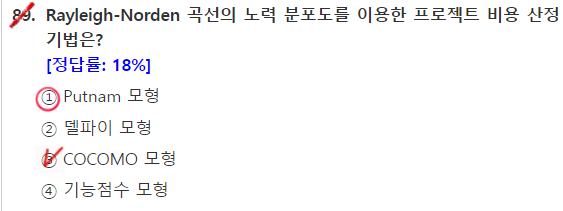 89. Rayleigh-Norden 곡선의 노력 분포도를 이용한 프로젝트 비용 산정
기법은?
[정답률: 18%]
① Putnam 모형
② 델파이 모형
③ COCOMO 모형
④ 기능점수 모형